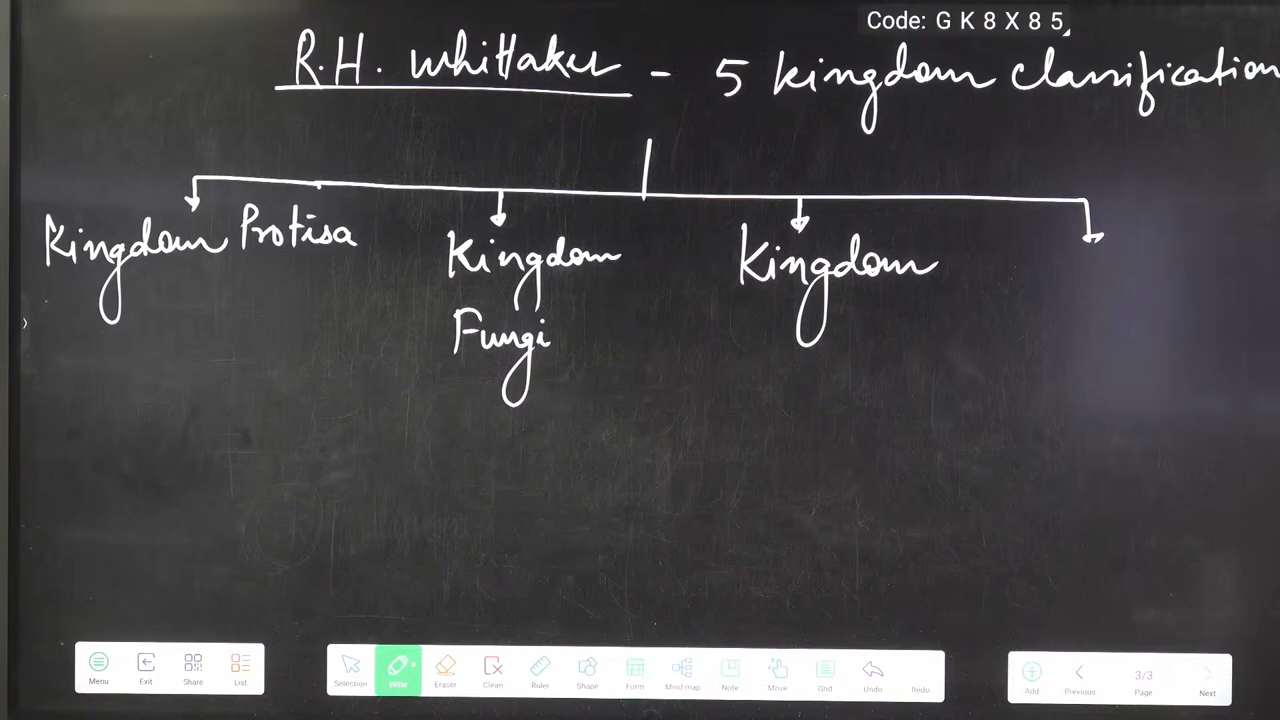 Code: G K 8 X 8 5,
R.H. Whittaker - 5 kingdom classification
Kingdom Protisa
Kingdom
Fungi
Kingdom
Menu Exit Share List
Selection Write Eraser Clean Ruler Shape Form Mind map Note Move Grid Undo Redo
Add Previous 3/3 Page Next